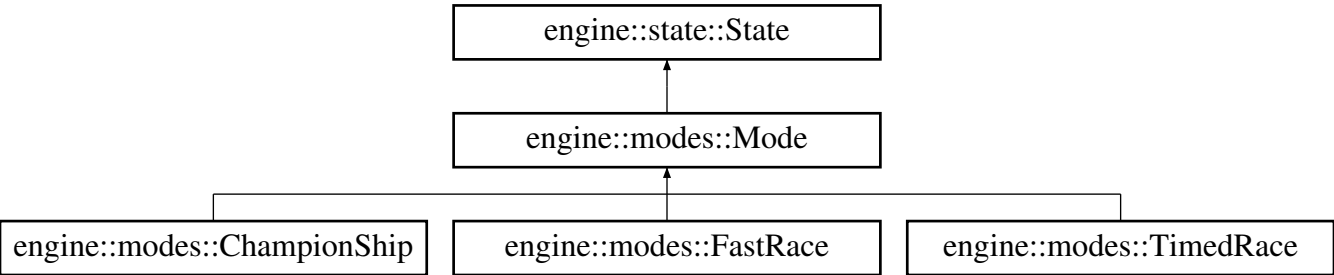 engine::state::State
engine::modes::Mode
engine::modes::ChampionShip
engine::modes::FastRace
engine::modes::TimedRace